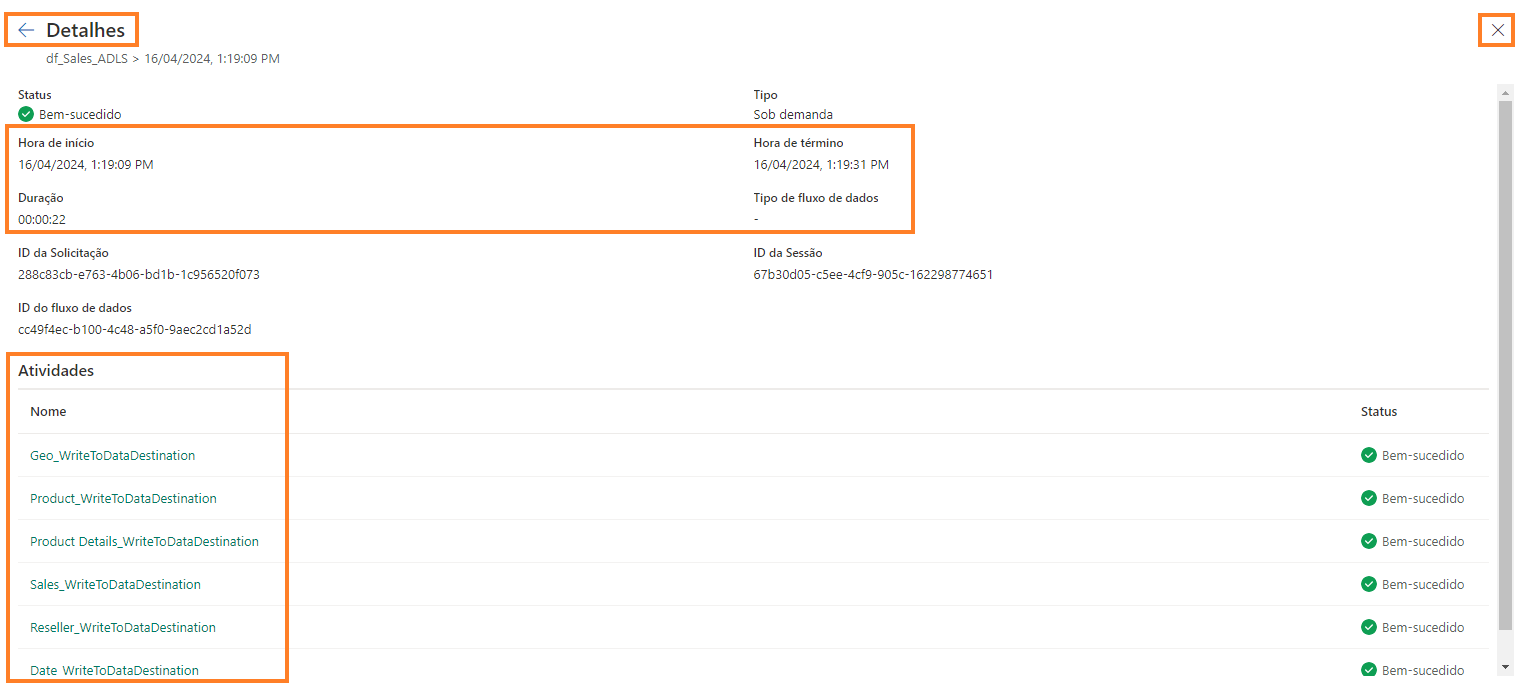 Detalhes
df_Sales_ADLS > 16/04/2024, 1:19:09 PM
Status
Bem-sucedido
Tipo
Sob demanda
Hora de início
16/04/2024, 1:19:09 PM
Hora de término
16/04/2024, 1:19:31 PM
Duração
00:00:22
Tipo de fluxo de dados
-
ID da Solicitação
288c83cb-e763-4b06-bd1b-1c956520f073
ID da Sessão
67b30d05-c5ee-4cf9-905c-162298774651
ID do fluxo de dados
cc49f4ec-b100-4c48-a5f0-9aec2cd1a52d
Atividades
Nome Status
Geo_WriteToDataDestination Bem-sucedido
Product_WriteToDataDestination Bem-sucedido
Product Details_WriteToDataDestination Bem-sucedido
Sales_WriteToDataDestination Bem-sucedido
Reseller_WriteToDataDestination Bem-sucedido
Date_WriteToDataDestination Bem-sucedido